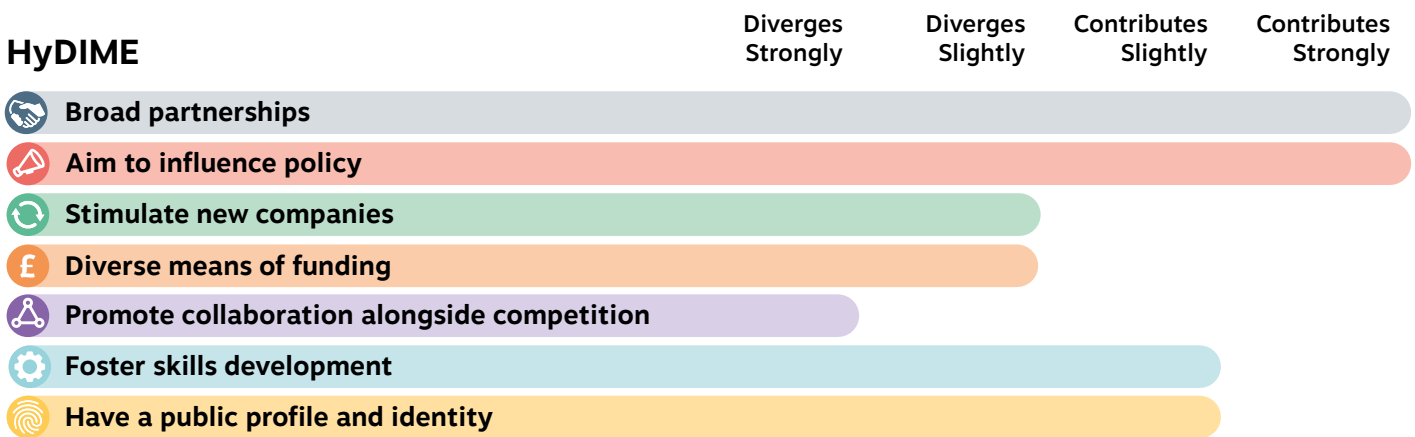 HyDIME
Diverges
Strongly
Diverges
Slightly
Contributes
Slightly
Contributes
Strongly
Broad partnerships
Aim to influence policy
Stimulate new companies
£ Diverse means of funding
Promote collaboration alongside competition
Foster skills development
Have a public profile and identity